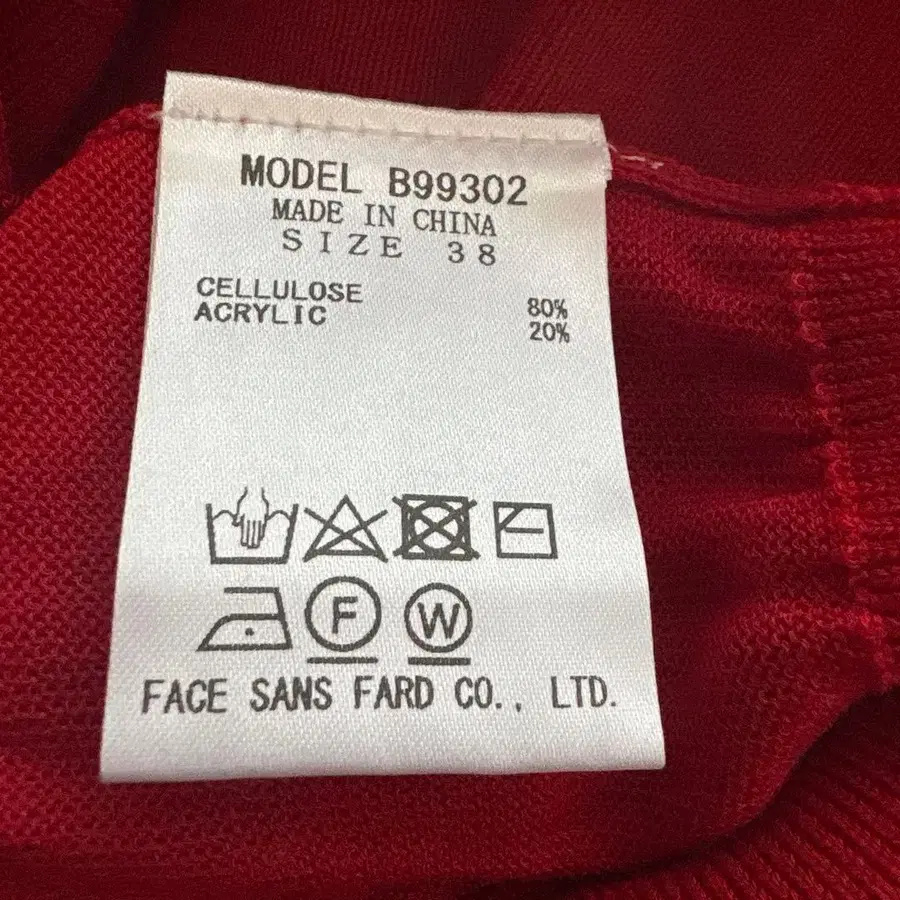 MODEL B99302
MADE IN CHINA
SIZE 38
CELLULOSE 80%
ACRYLIC 20%
F W
FACE SANS FARD CO., LTD.